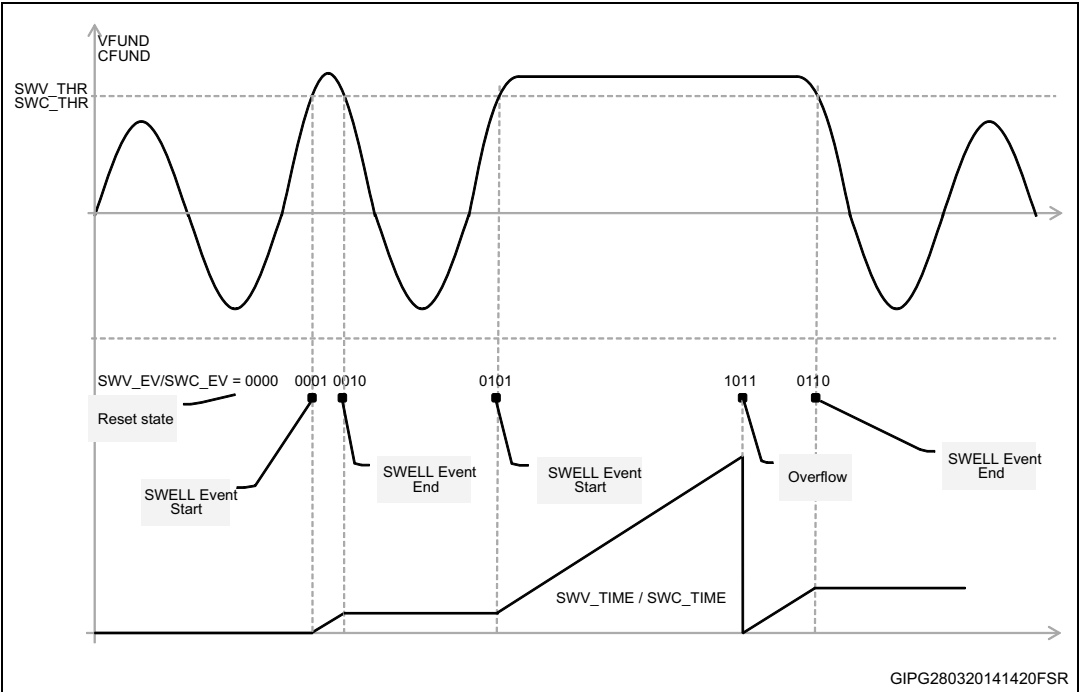 VFUND
CFUND
SWV_THR
SWC_THR
SWV_EV/SWC_EV = 0000 0001 0010 0101 1011 0110
Reset state
SWELL Event
Start
SWELL Event
End
SWELL Event
Start
Overflow
SWELL Event
End
SWV_TIME / SWC_TIME
GIPG280320141420FSR